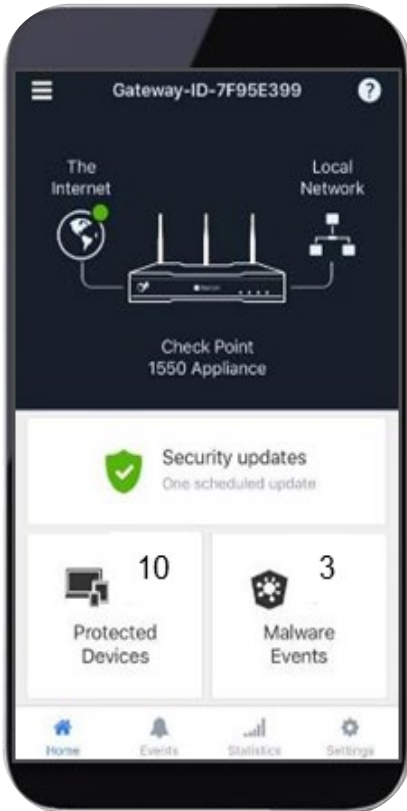 Gateway-ID-7F95E399
?
The
Internet
Local
Network
Check Point
1550 Appliance
Security updates
One scheduled update
10
Protected
Devices
3
Malware
Events
Home
Events
Statistics
Settings